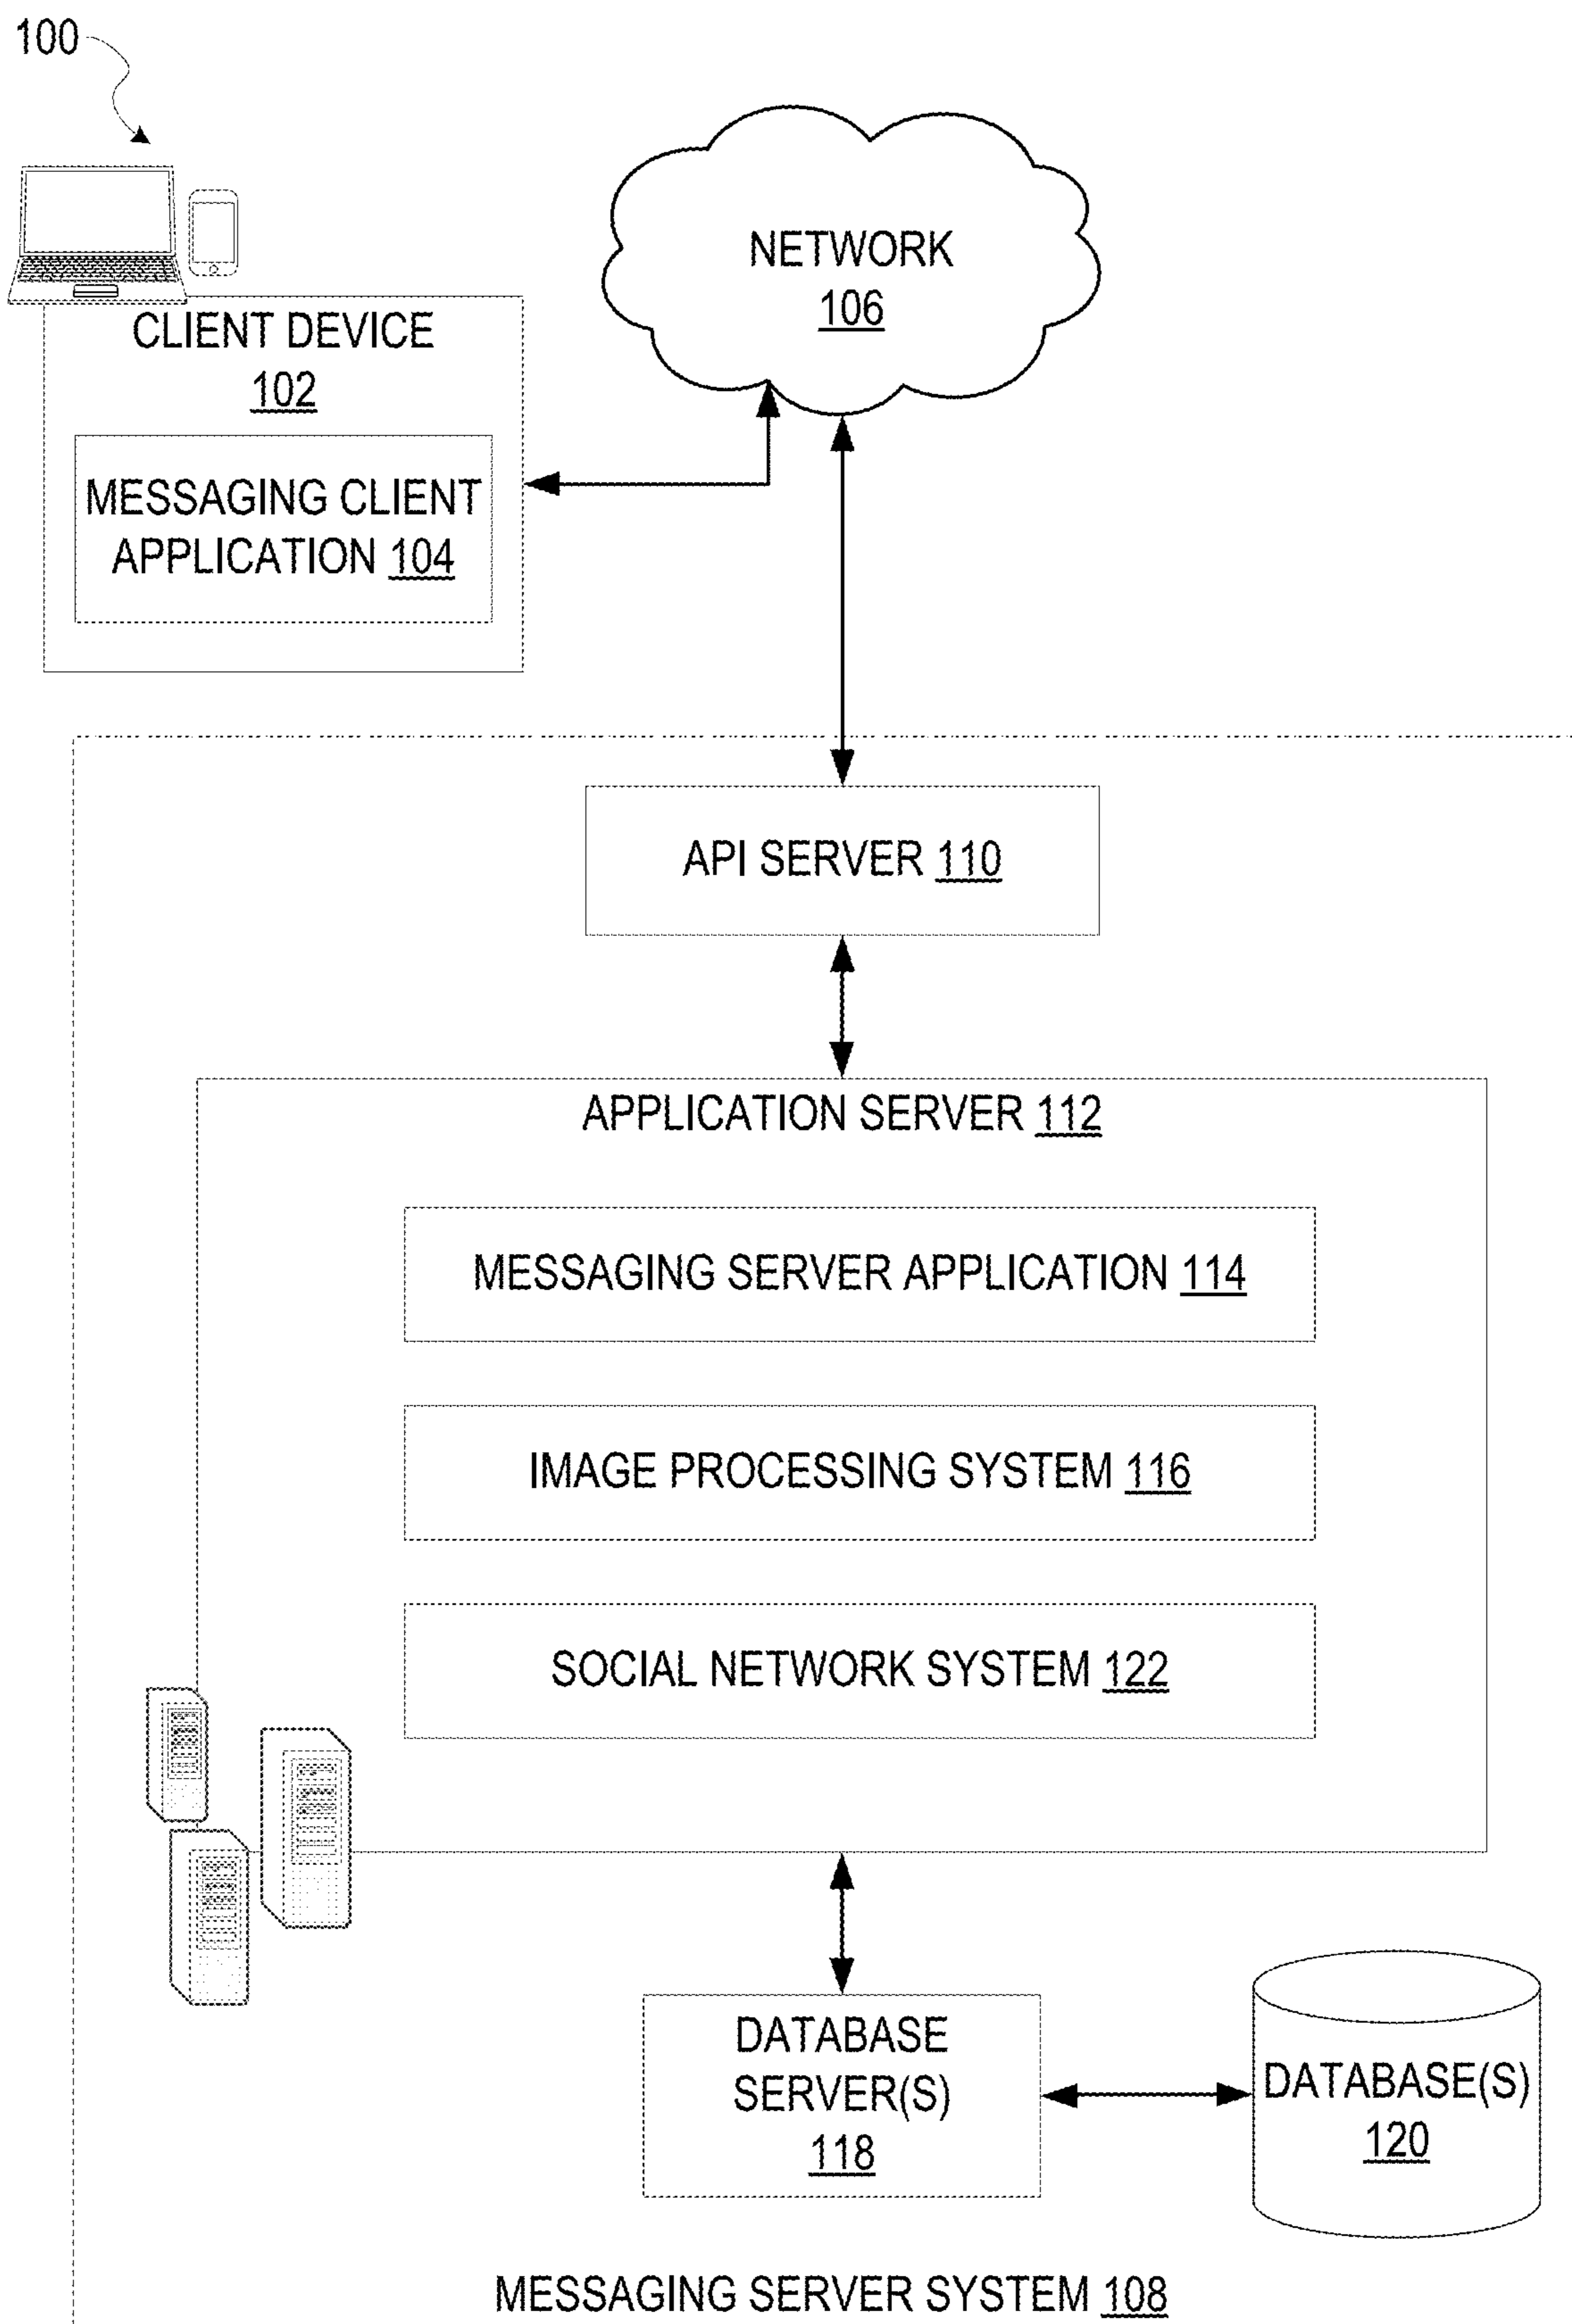 100
NETWORK
106
CLIENT DEVICE
102
MESSAGING CLIENT
APPLICATION 104
API SERVER 110
APPLICATION SERVER 112
MESSAGING SERVER APPLICATION 114
IMAGE PROCESSING SYSTEM 116
SOCIAL NETWORK SYSTEM 122
DATABASE
SERVER(S)
118
DATABASE(S)
120
MESSAGING SERVER SYSTEM 108